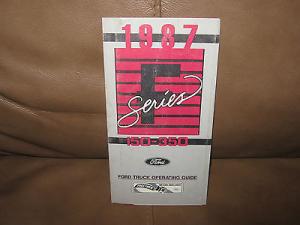 1987
F
Series
150-350
Ford
FORD TRUCK OPERATING GUIDE